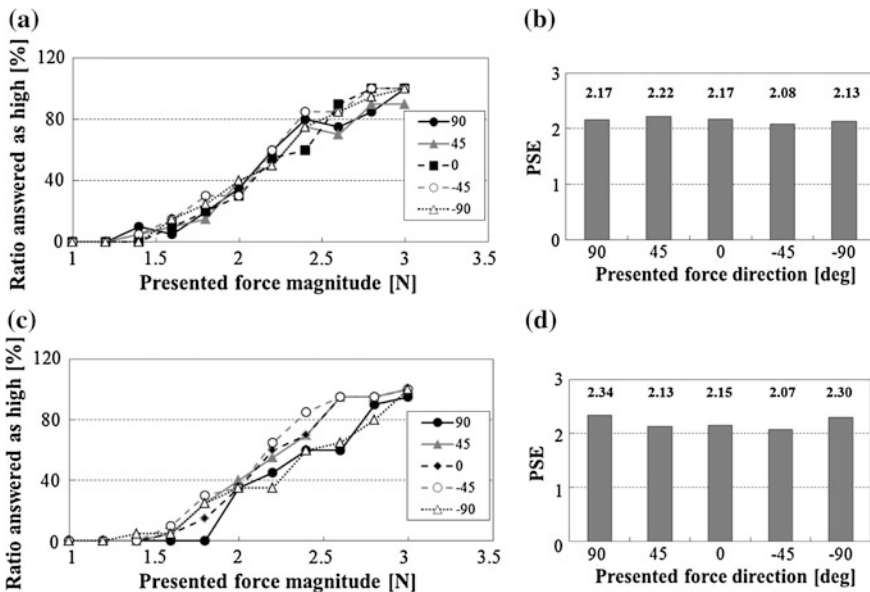 (a)
Ratio answered as high [%]
120
80
40
0
1 1.5 2 2.5 3 3.5
Presented force magnitude [N]
90
45
0
-45
-90
(b)
PSE
3
2
1
0
2.17 2.22 2.17 2.08 2.13
90 45 0 -45 -90
Presented force direction [deg]
(c)
Ratio answered as high [%]
120
80
40
0
1 1.5 2 2.5 3 3.5
Presented force magnitude [N]
90
45
0
-45
-90
(d)
PSE
3
2
1
0
2.34 2.13 2.15 2.07 2.30
90 45 0 -45 -90
Presented force direction [deg]